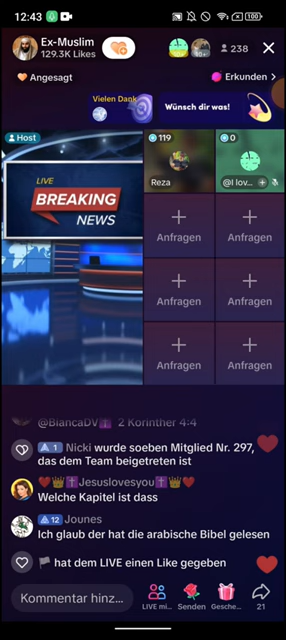 12:43
100
Ex-Muslim
129.3K Likes
238
Angesagt
Erkunden >
Vielen Dank
Wünsch dir was!
Host
119
0
LIVE
BREAKING
NEWS
Reza
@I lov...
Anfragen
Anfragen
Anfragen
Anfragen
Anfragen
Anfragen
@BiancaDV✝️ 2 Korinther 4:4
1 Nicki wurde soeben Mitglied Nr. 297,
das dem Team beigetreten ist
❤️👑✝️Jesuslovesyou✝️👑❤️
Welche Kapitel ist dass
12 Jounes
Ich glaub der hat die arabische Bibel gelesen
hat dem LIVE einen Like gegeben
Kommentar hinz...
LIVE mi...
Senden
Gesche...
21